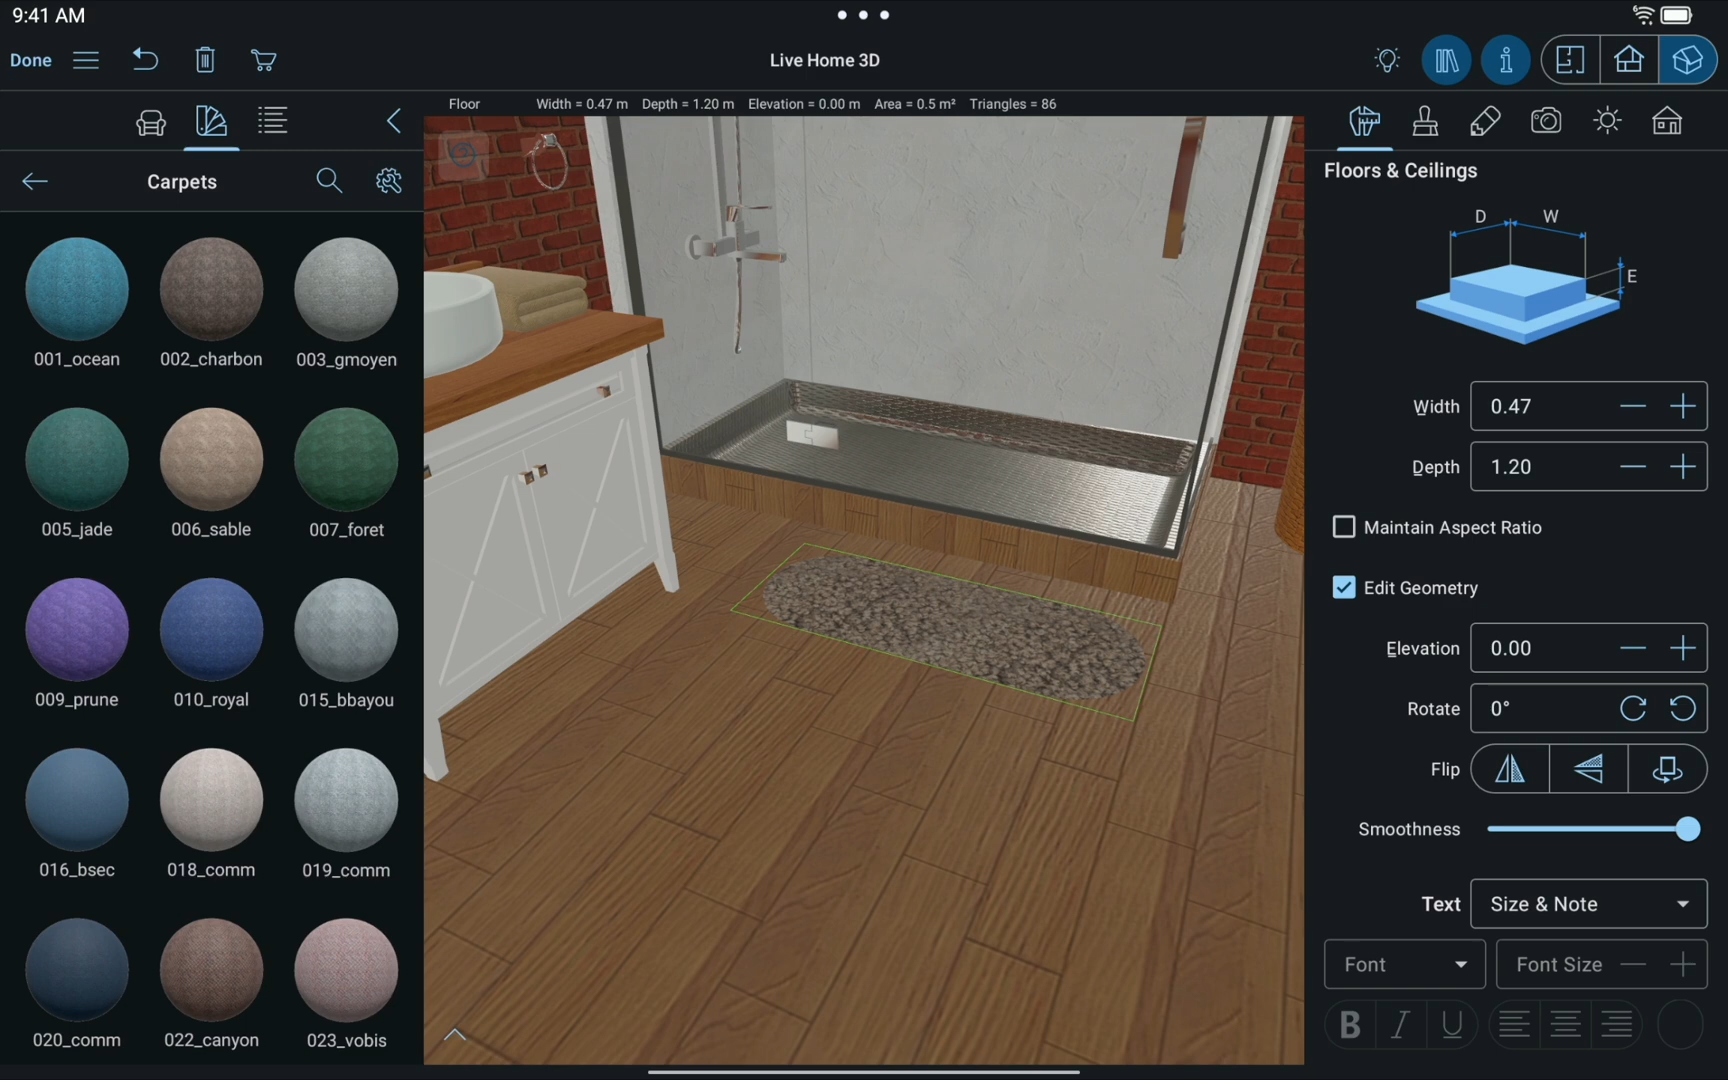 9:41 AM
Done
Live Home 3D
Floor Width = 0.47 m Depth = 1.20 m Elevation = 0.00 m Area = 0.5 m² Triangles = 86
Carpets
001_ocean 002_charbon 003_gmoyen
005_jade 006_sable 007_foret
009_prune 010_royal 015_bbayou
016_bsec 018_comm 019_comm
020_comm 022_canyon 023_vobis
Floors & Ceilings
D W
E
Width 0.47
Depth 1.20
Maintain Aspect Ratio
Edit Geometry
Elevation 0.00
Rotate 0°
Flip
Smoothness
Text Size & Note
Font Font Size
B I U